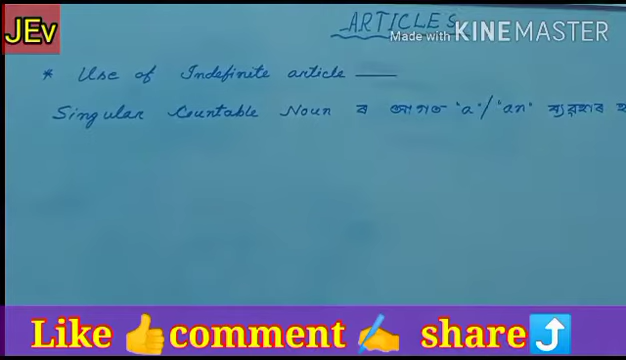 JEv
ARTICLES
Made with KINEMASTER
* Use of Indefinite article —
Singular Countable Noun ৰ আগত 'a'/'an' ব্যৱহাৰ হ
Like 👍 comment ✍ share ⤴